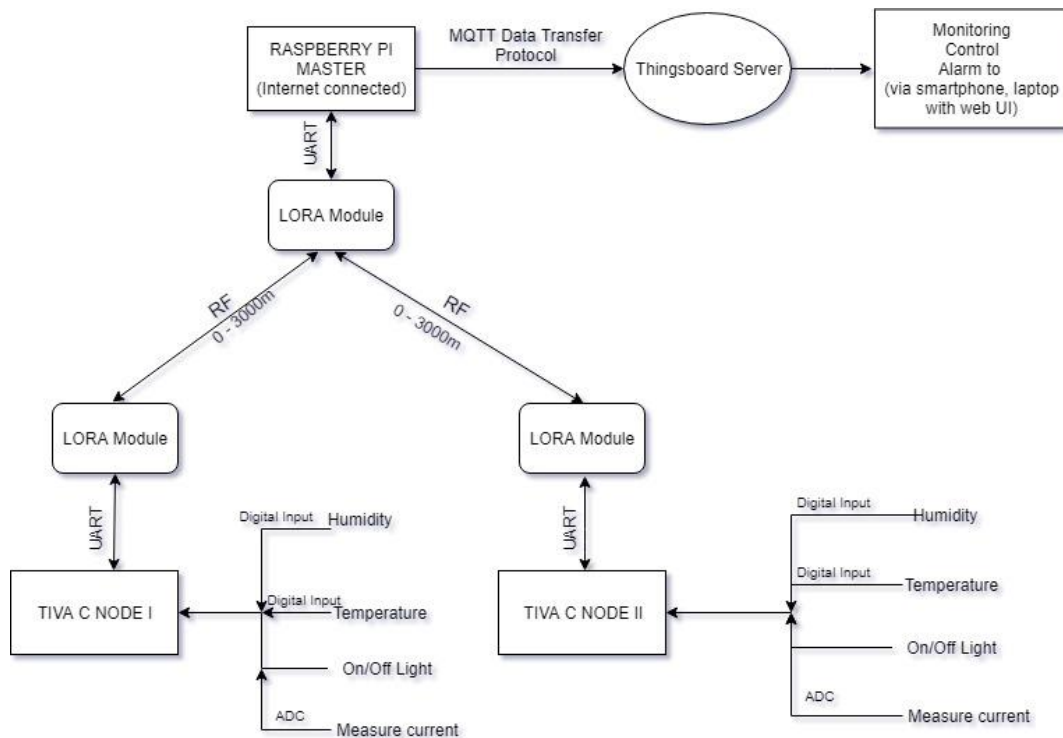 RASPBERRY PI
MASTER
(Internet connected)
MQTT Data Transfer
Protocol
Thingsboard Server
Monitoring
Control
Alarm to
(via smartphone, laptop
with web UI)
UART
LORA Module
RF
0 - 3000m
RF
0 - 3000m
LORA Module
LORA Module
UART
UART
TIVA C NODE I
Digital Input
Humidity
Digital Input
Temperature
On/Off Light
ADC
Measure current
TIVA C NODE II
Digital Input
Humidity
Digital Input
Temperature
On/Off Light
ADC
Measure current